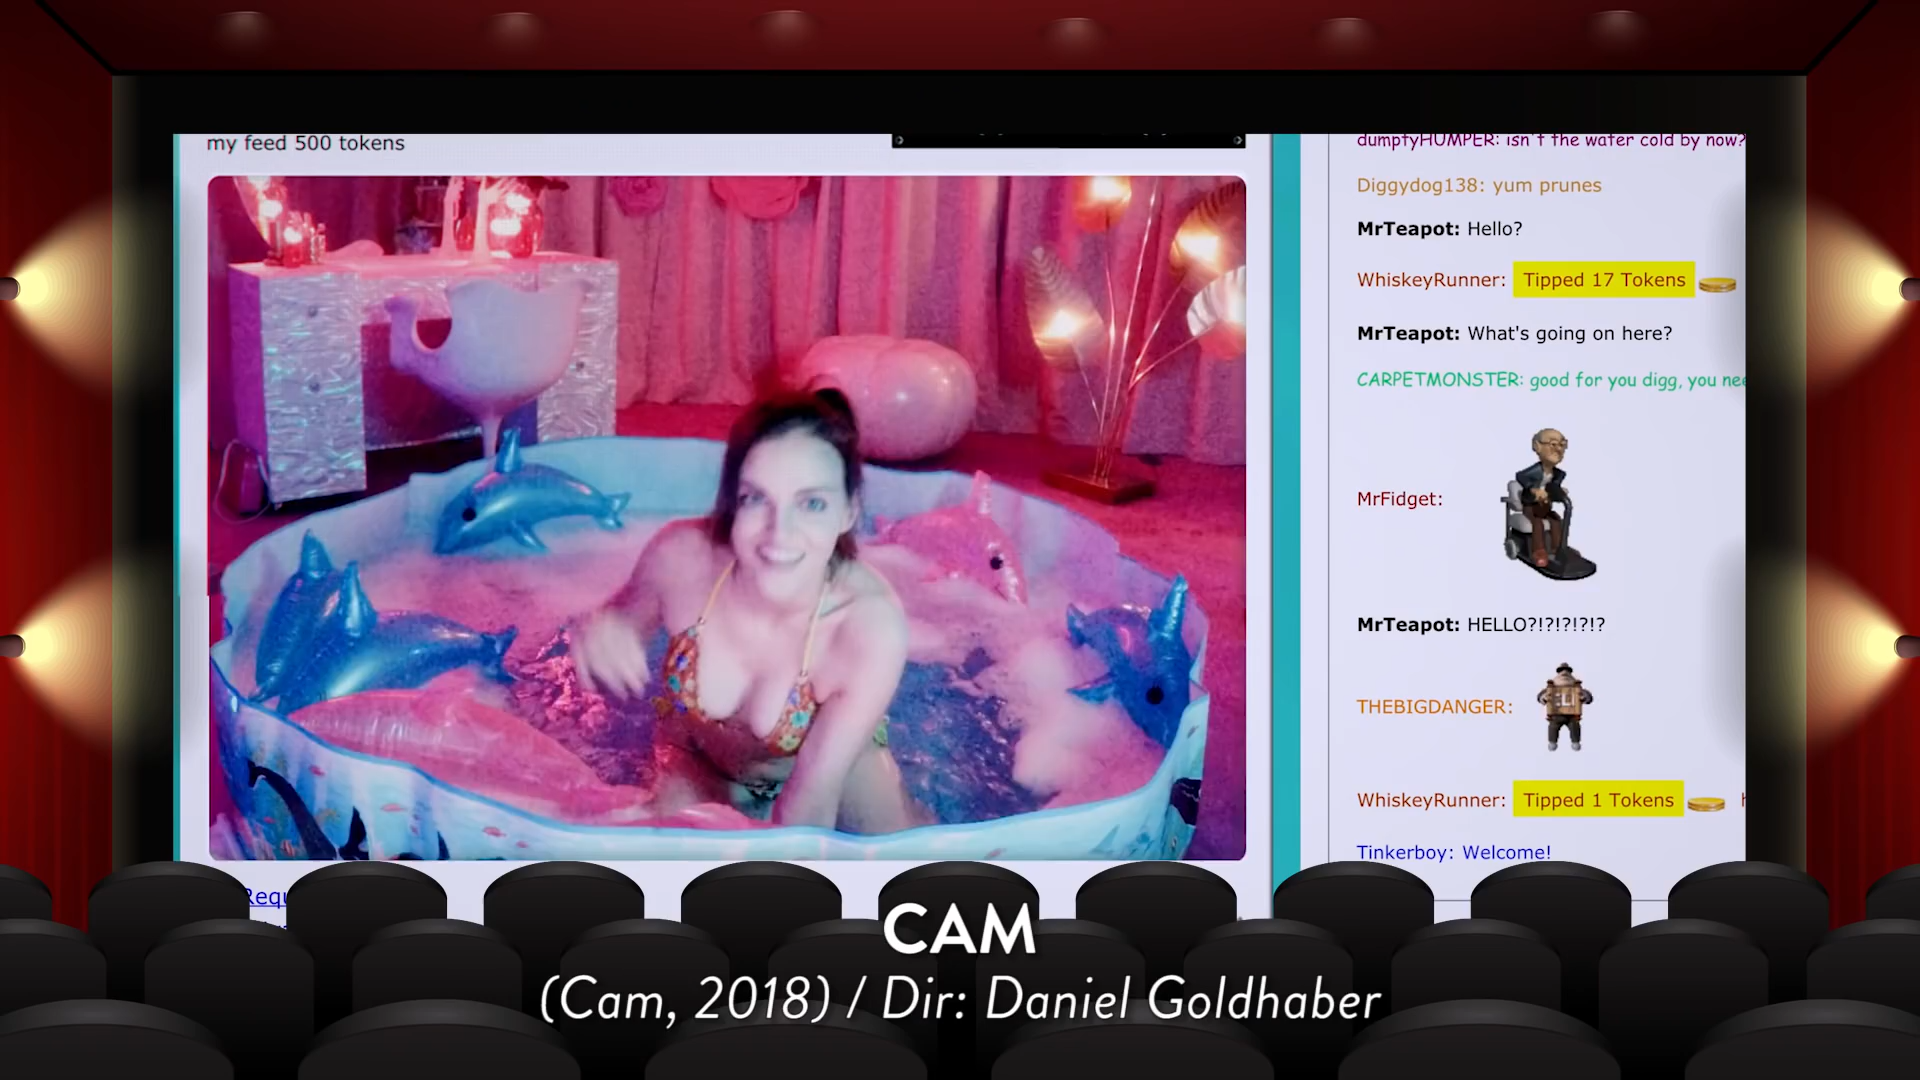 my feed 500 tokens
dumptyHUMPER: isn't the water cold by now?
Diggydog138: yum prunes
MrTeapot: Hello?
WhiskeyRunner: Tipped 17 Tokens
MrTeapot: What's going on here?
CARPETMONSTER: good for you digg, you
MrFidget:
MrTeapot: HELLO?!?!?!?!?
THEBIGDANGER:
WhiskeyRunner: Tipped 1 Tokens
Tinkerboy: Welcome!
CAM
(Cam, 2018) / Dir: Daniel Goldhaber